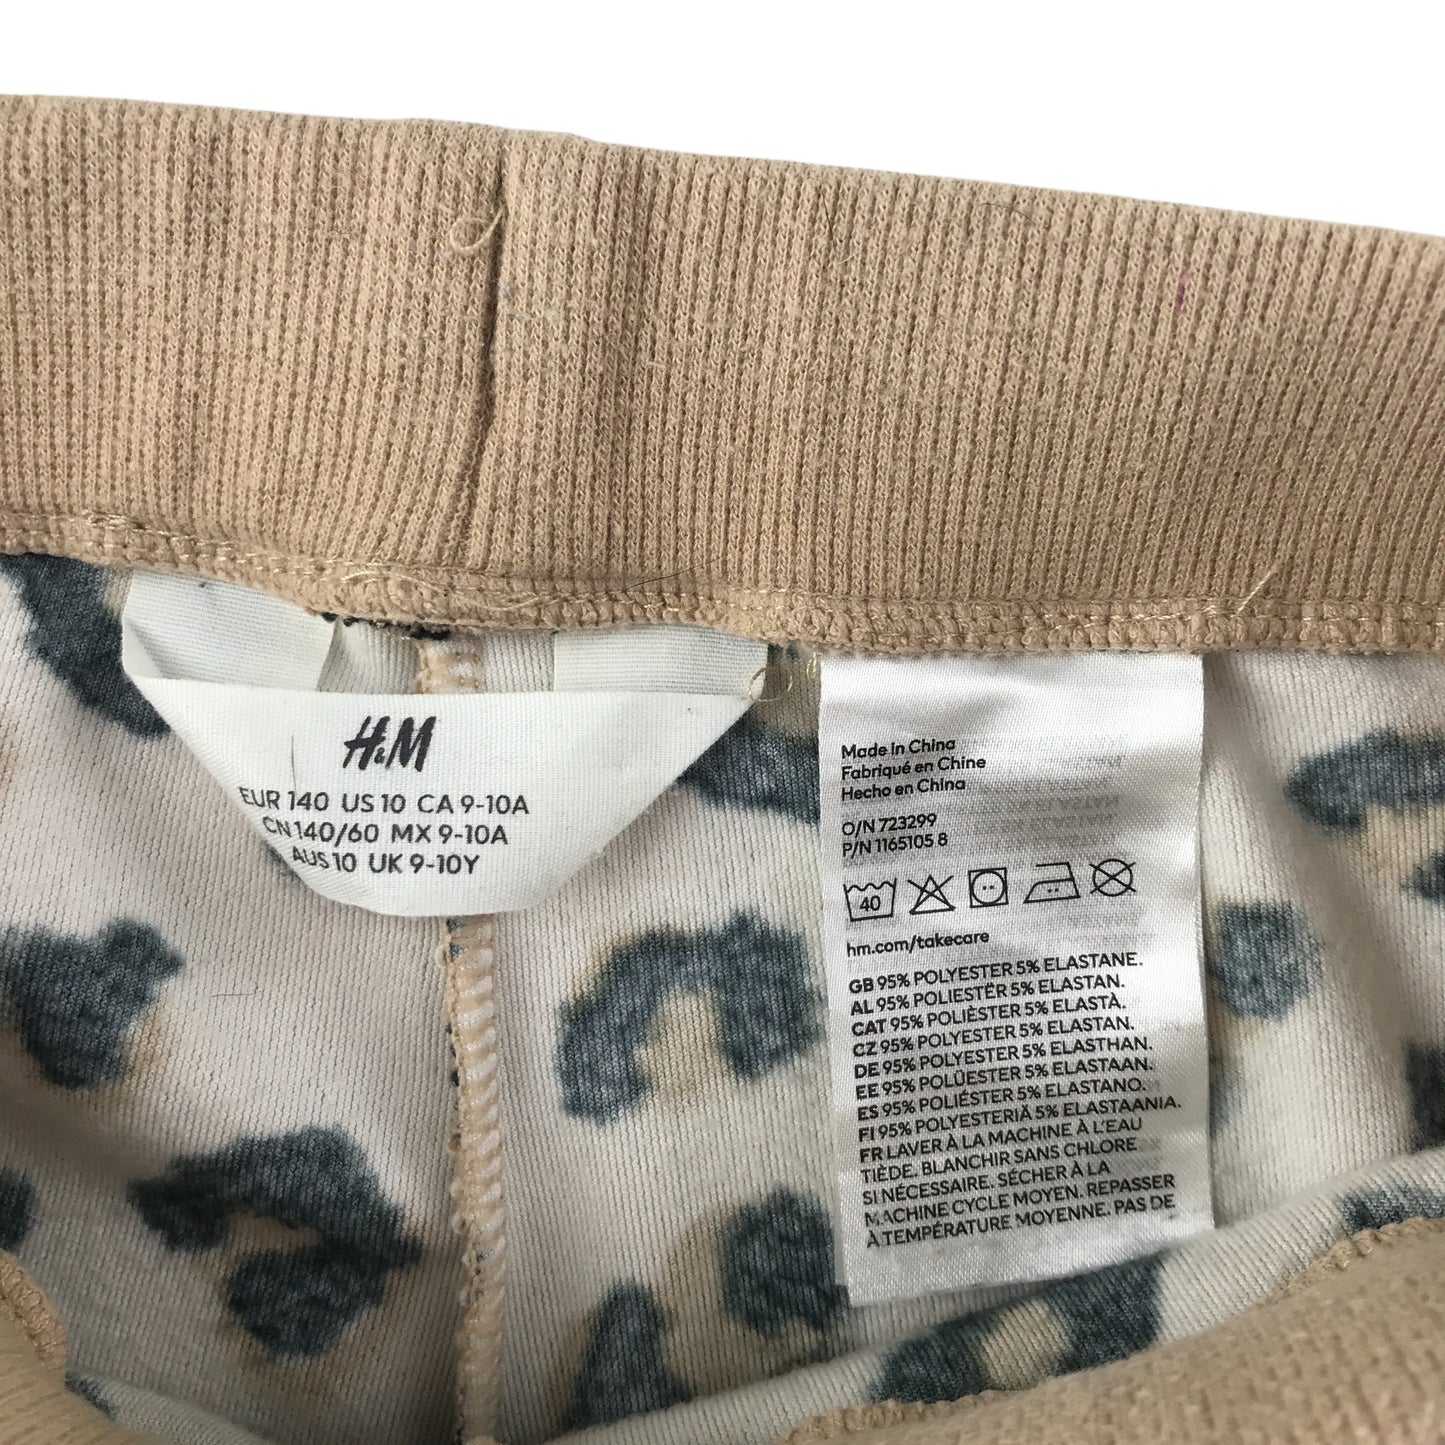 H&M
EUR 140 US 10 CA 9-10A
CN 140/60 MX 9-10A
AUS 10 UK 9-10Y
Made in China
Fabriqué en Chine
Hecho en China
O/N 723299
P/N 1165105 8
40
hm.com/takecare
GB 95% POLYESTER 5% ELASTANE.
AL 95% POLIESTËR 5% ELASTAN.
CAT 95% POLIÈSTER 5% ELASTÀ.
CZ 95% POLYESTER 5% ELASTAN.
DE 95% POLYESTER 5% ELASTHAN.
EE 95% POLÜESTER 5% ELASTAAN.
ES 95% POLIÉSTER 5% ELASTANO.
FI 95% POLYESTERIÄ 5% ELASTAANIA.
FR LAVER À LA MACHINE À L'EAU
TIÈDE. BLANCHIR SANS CHLORE
SI NÉCESSAIRE. SÉCHER À LA
MACHINE CYCLE MOYEN. REPASSER
À TEMPÉRATURE MOYENNE. PAS DE